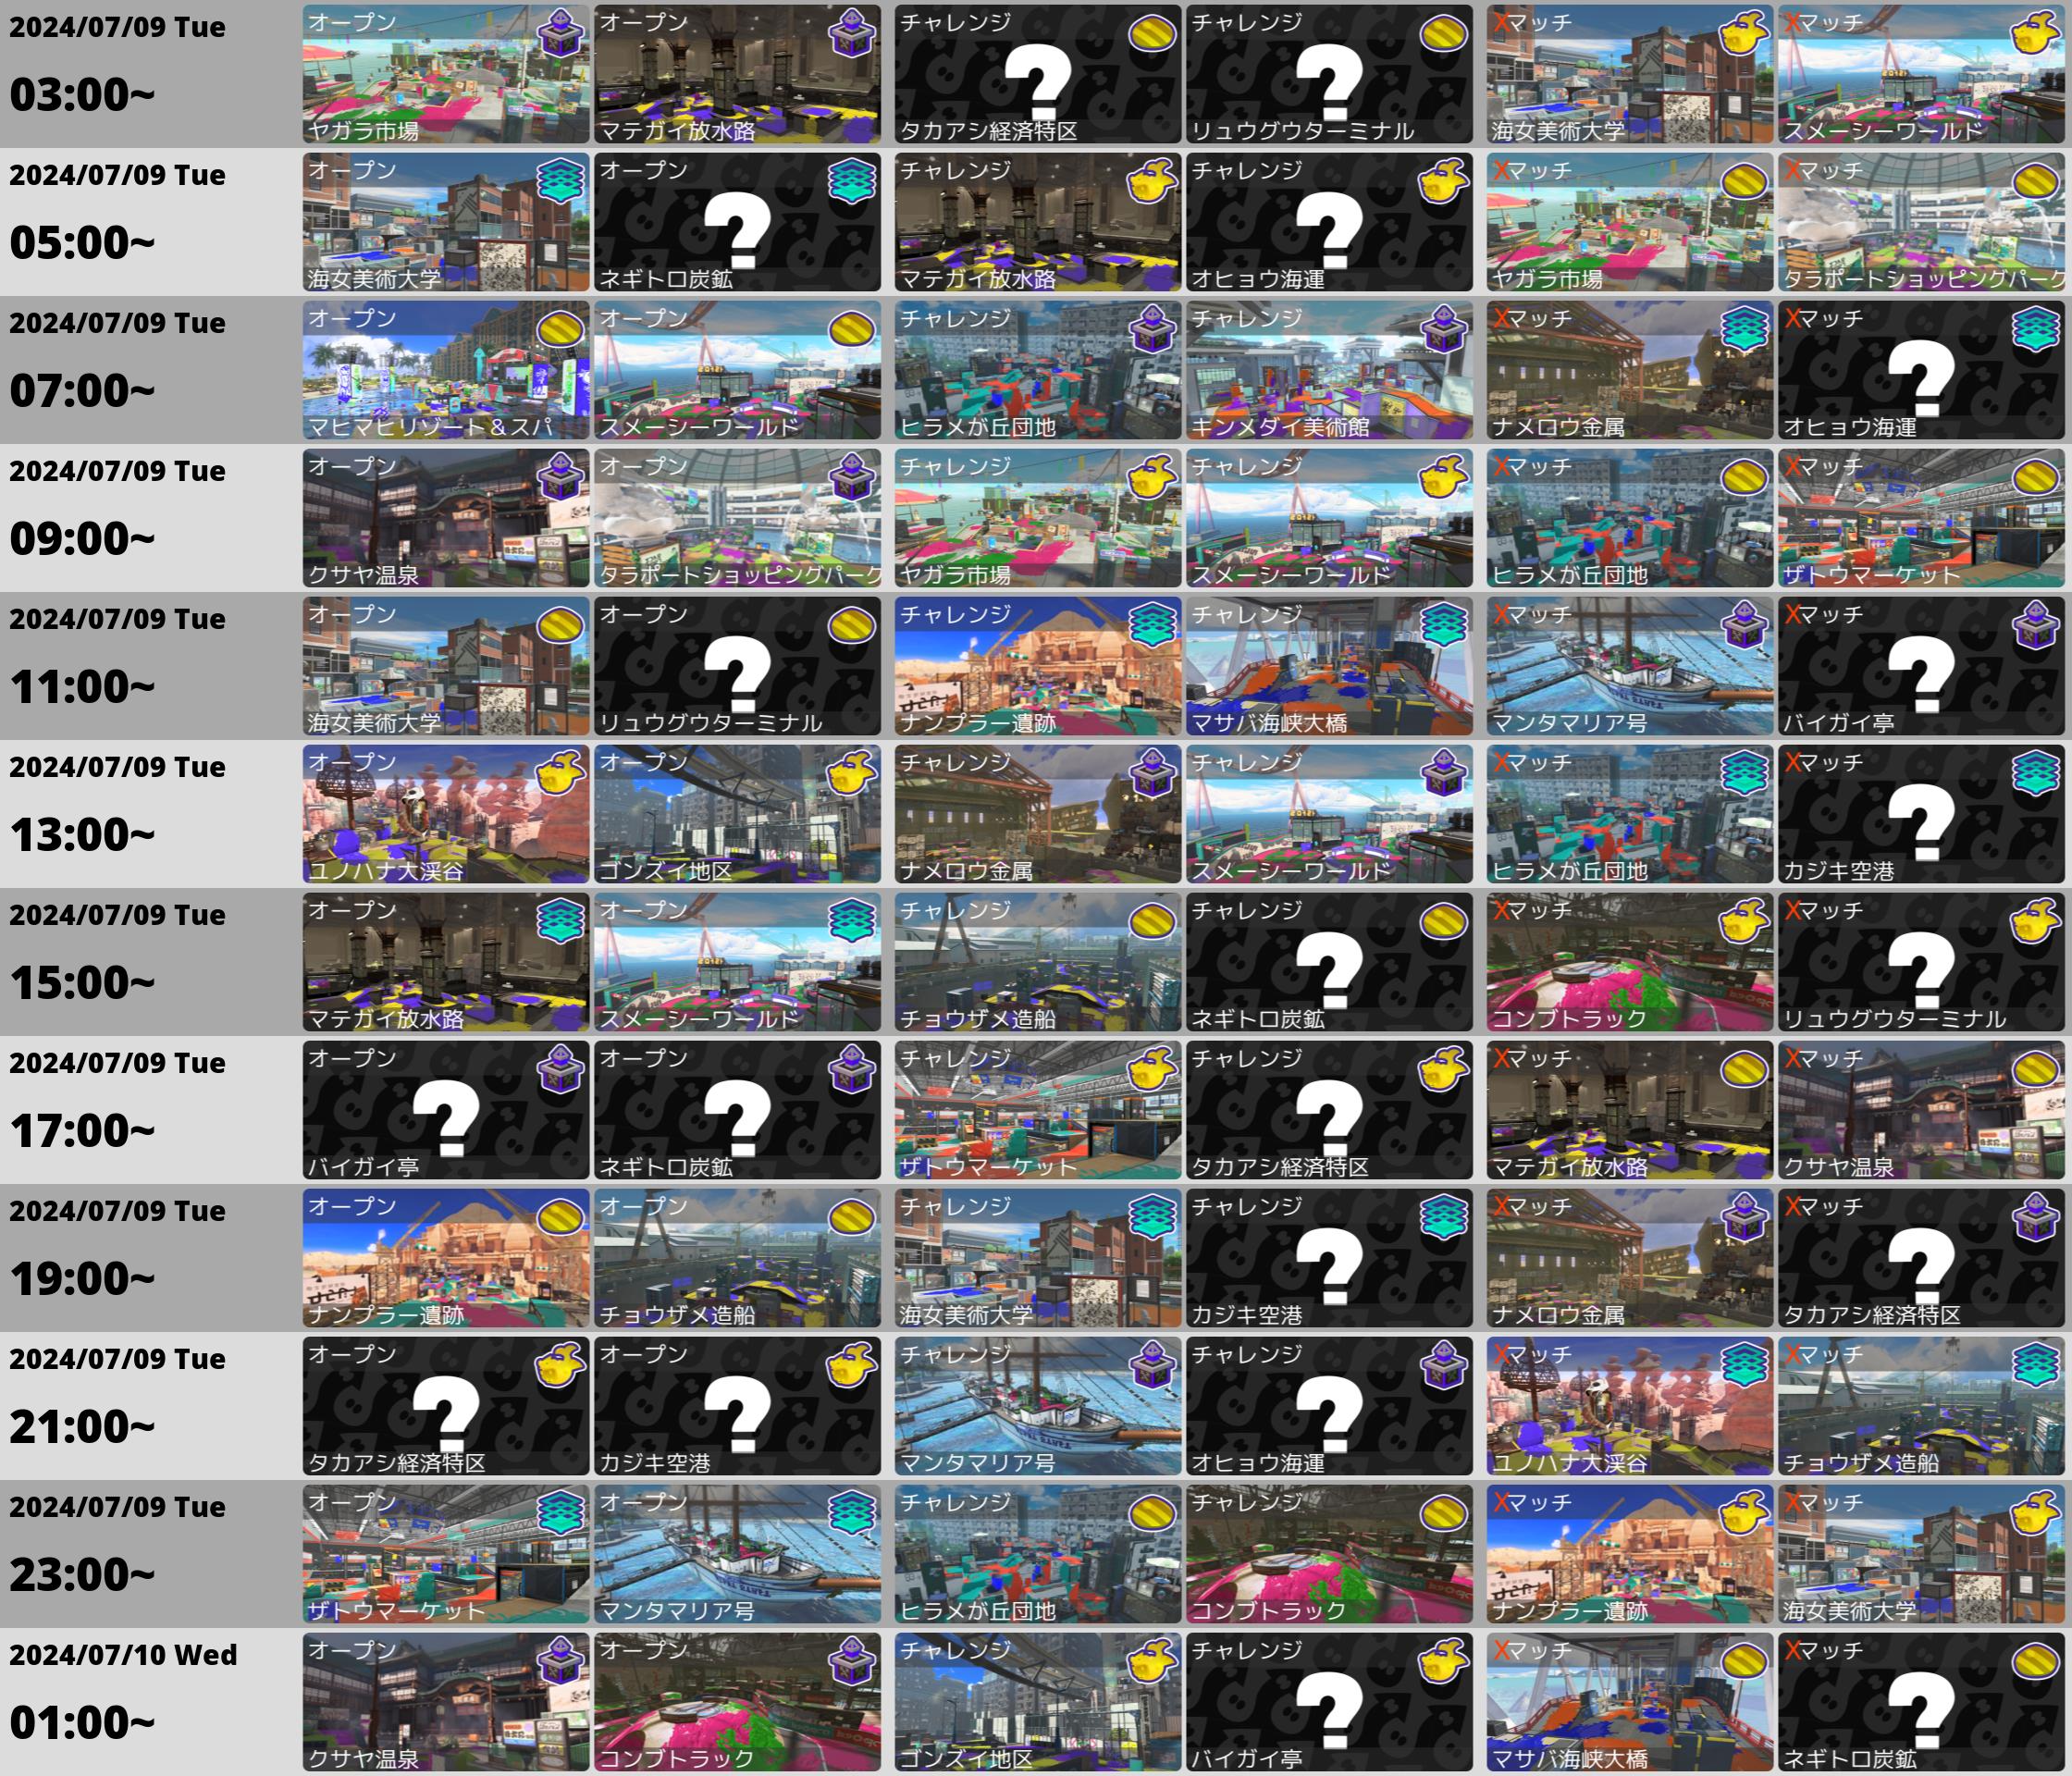 2024/07/09 Tue
03:00~
オープン
ヤガラ市場
オープン
マテガイ放水路
チャレンジ
?
タカアシ経済特区
チャレンジ
?
リュウグウターミナル
Xマッチ
海女美術大学
Xマッチ
スメーシーワールド
2024/07/09 Tue
05:00~
オープン
海女美術大学
オープン
?
ネギトロ炭鉱
チャレンジ
マテガイ放水路
チャレンジ
?
オヒョウ海運
Xマッチ
ヤガラ市場
Xマッチ
タラポートショッピングパーク
2024/07/09 Tue
07:00~
オープン
マヒマヒリゾート＆スパ
オープン
スメーシーワールド
チャレンジ
ヒラメが丘団地
チャレンジ
キンメダイ美術館
Xマッチ
ナメロウ金属
Xマッチ
?
オヒョウ海運
2024/07/09 Tue
09:00~
オープン
クサヤ温泉
オープン
タラポートショッピングパーク
チャレンジ
ヤガラ市場
チャレンジ
スメーシーワールド
Xマッチ
ヒラメが丘団地
Xマッチ
ザトウマーケット
2024/07/09 Tue
11:00~
オープン
海女美術大学
オープン
?
リュウグウターミナル
チャレンジ
ナンプラー遺跡
チャレンジ
マサバ海峡大橋
Xマッチ
マンタマリア号
Xマッチ
?
バイガイ亭
2024/07/09 Tue
13:00~
オープン
ユノハナ大渓谷
オープン
ゴンズイ地区
チャレンジ
ナメロウ金属
チャレンジ
スメーシーワールド
Xマッチ
ヒラメが丘団地
Xマッチ
?
カジキ空港
2024/07/09 Tue
15:00~
オープン
マテガイ放水路
オープン
スメーシーワールド
チャレンジ
チョウザメ造船
チャレンジ
?
ネギトロ炭鉱
Xマッチ
コンブトラック
Xマッチ
?
リュウグウターミナル
2024/07/09 Tue
17:00~
オープン
?
バイガイ亭
オープン
?
ネギトロ炭鉱
チャレンジ
ザトウマーケット
チャレンジ
?
タカアシ経済特区
Xマッチ
マテガイ放水路
Xマッチ
クサヤ温泉
2024/07/09 Tue
19:00~
オープン
ナンプラー遺跡
オープン
チョウザメ造船
チャレンジ
海女美術大学
チャレンジ
?
カジキ空港
Xマッチ
ナメロウ金属
Xマッチ
?
タカアシ経済特区
2024/07/09 Tue
21:00~
オープン
?
タカアシ経済特区
オープン
?
カジキ空港
チャレンジ
マンタマリア号
チャレンジ
?
オヒョウ海運
Xマッチ
ユノハナ大渓谷
Xマッチ
チョウザメ造船
2024/07/09 Tue
23:00~
オープン
ザトウマーケット
オープン
マンタマリア号
チャレンジ
ヒラメが丘団地
チャレンジ
コンブトラック
Xマッチ
ナンプラー遺跡
Xマッチ
海女美術大学
2024/07/10 Wed
01:00~
オープン
クサヤ温泉
オープン
コンブトラック
チャレンジ
ゴンズイ地区
チャレンジ
?
バイガイ亭
Xマッチ
マサバ海峡大橋
Xマッチ
?
ネギトロ炭鉱